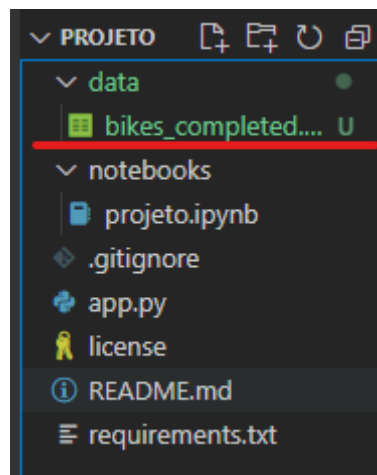 PROJETO
data
bikes_completed.... U
notebooks
projeto.ipynb
.gitignore
app.py
license
README.md
requirements.txt